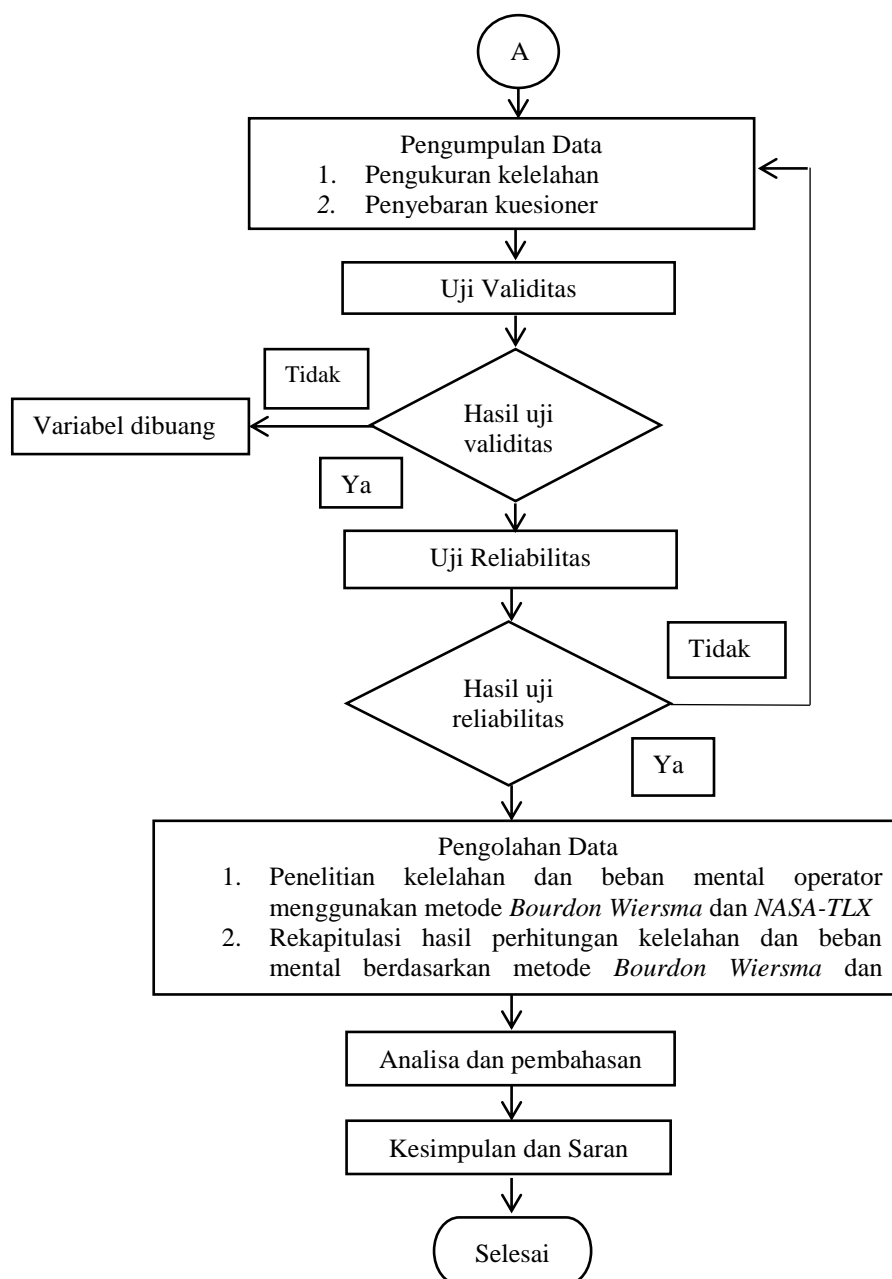 A
Pengumpulan Data
1. Pengukuran kelelahan
2. Penyebaran kuesioner
Uji Validitas
Tidak
Hasil uji
validitas
Variabel dibuang
Ya
Uji Reliabilitas
Tidak
Hasil uji
reliabilitas
Ya
Pengolahan Data
1. Penelitian kelelahan dan beban mental operator
menggunakan metode Bourdon Wiersma dan NASA-TLX
2. Rekapitulasi hasil perhitungan kelelahan dan beban
mental berdasarkan metode Bourdon Wiersma dan
Analisa dan pembahasan
Kesimpulan dan Saran
Selesai